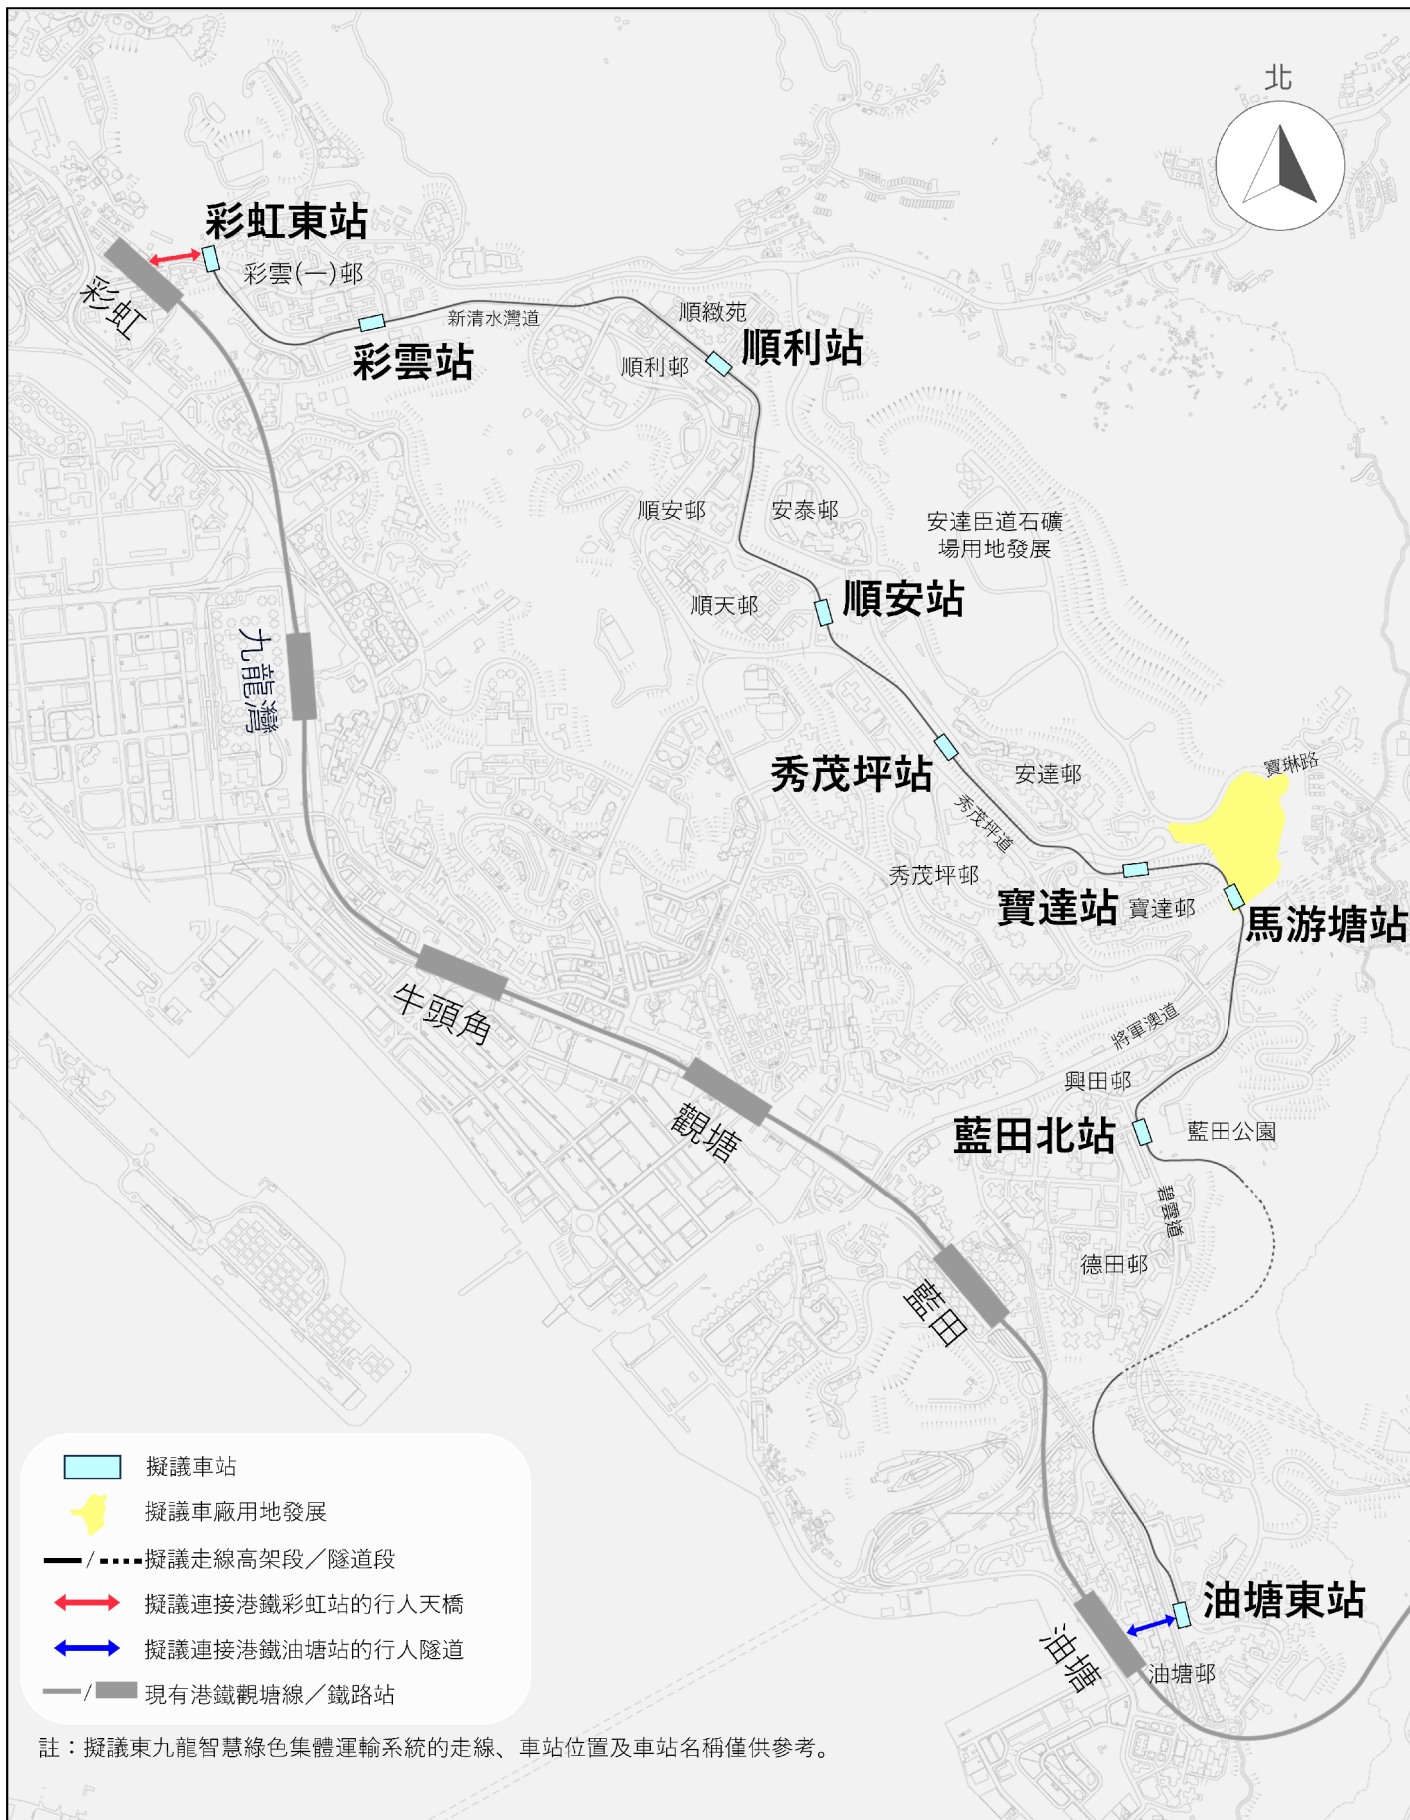 北
彩虹東站
彩雲(一)邨
彩虹
新清水灣道
彩雲站
順緻苑
順利站
順利邨
順安邨
安泰邨
安達臣道石礦
場用地發展
順安站
順天邨
九龍灣
秀茂坪站
安達邨
寶琳路
秀茂坪道
秀茂坪邨
寶達站
寶達邨
馬游塘站
牛頭角
將軍澳道
興田邨
觀塘
藍田北站
藍田公園
碧雲道
德田邨
藍田
油塘東站
油塘
油塘邨
擬議車站
擬議車廠用地發展
/ 擬議走線高架段／隧道段
擬議連接港鐵彩虹站的行人天橋
擬議連接港鐵油塘站的行人隧道
/ 現有港鐵觀塘線／鐵路站
註：擬議東九龍智慧綠色集體運輸系統的走線、車站位置及車站名稱僅供參考。